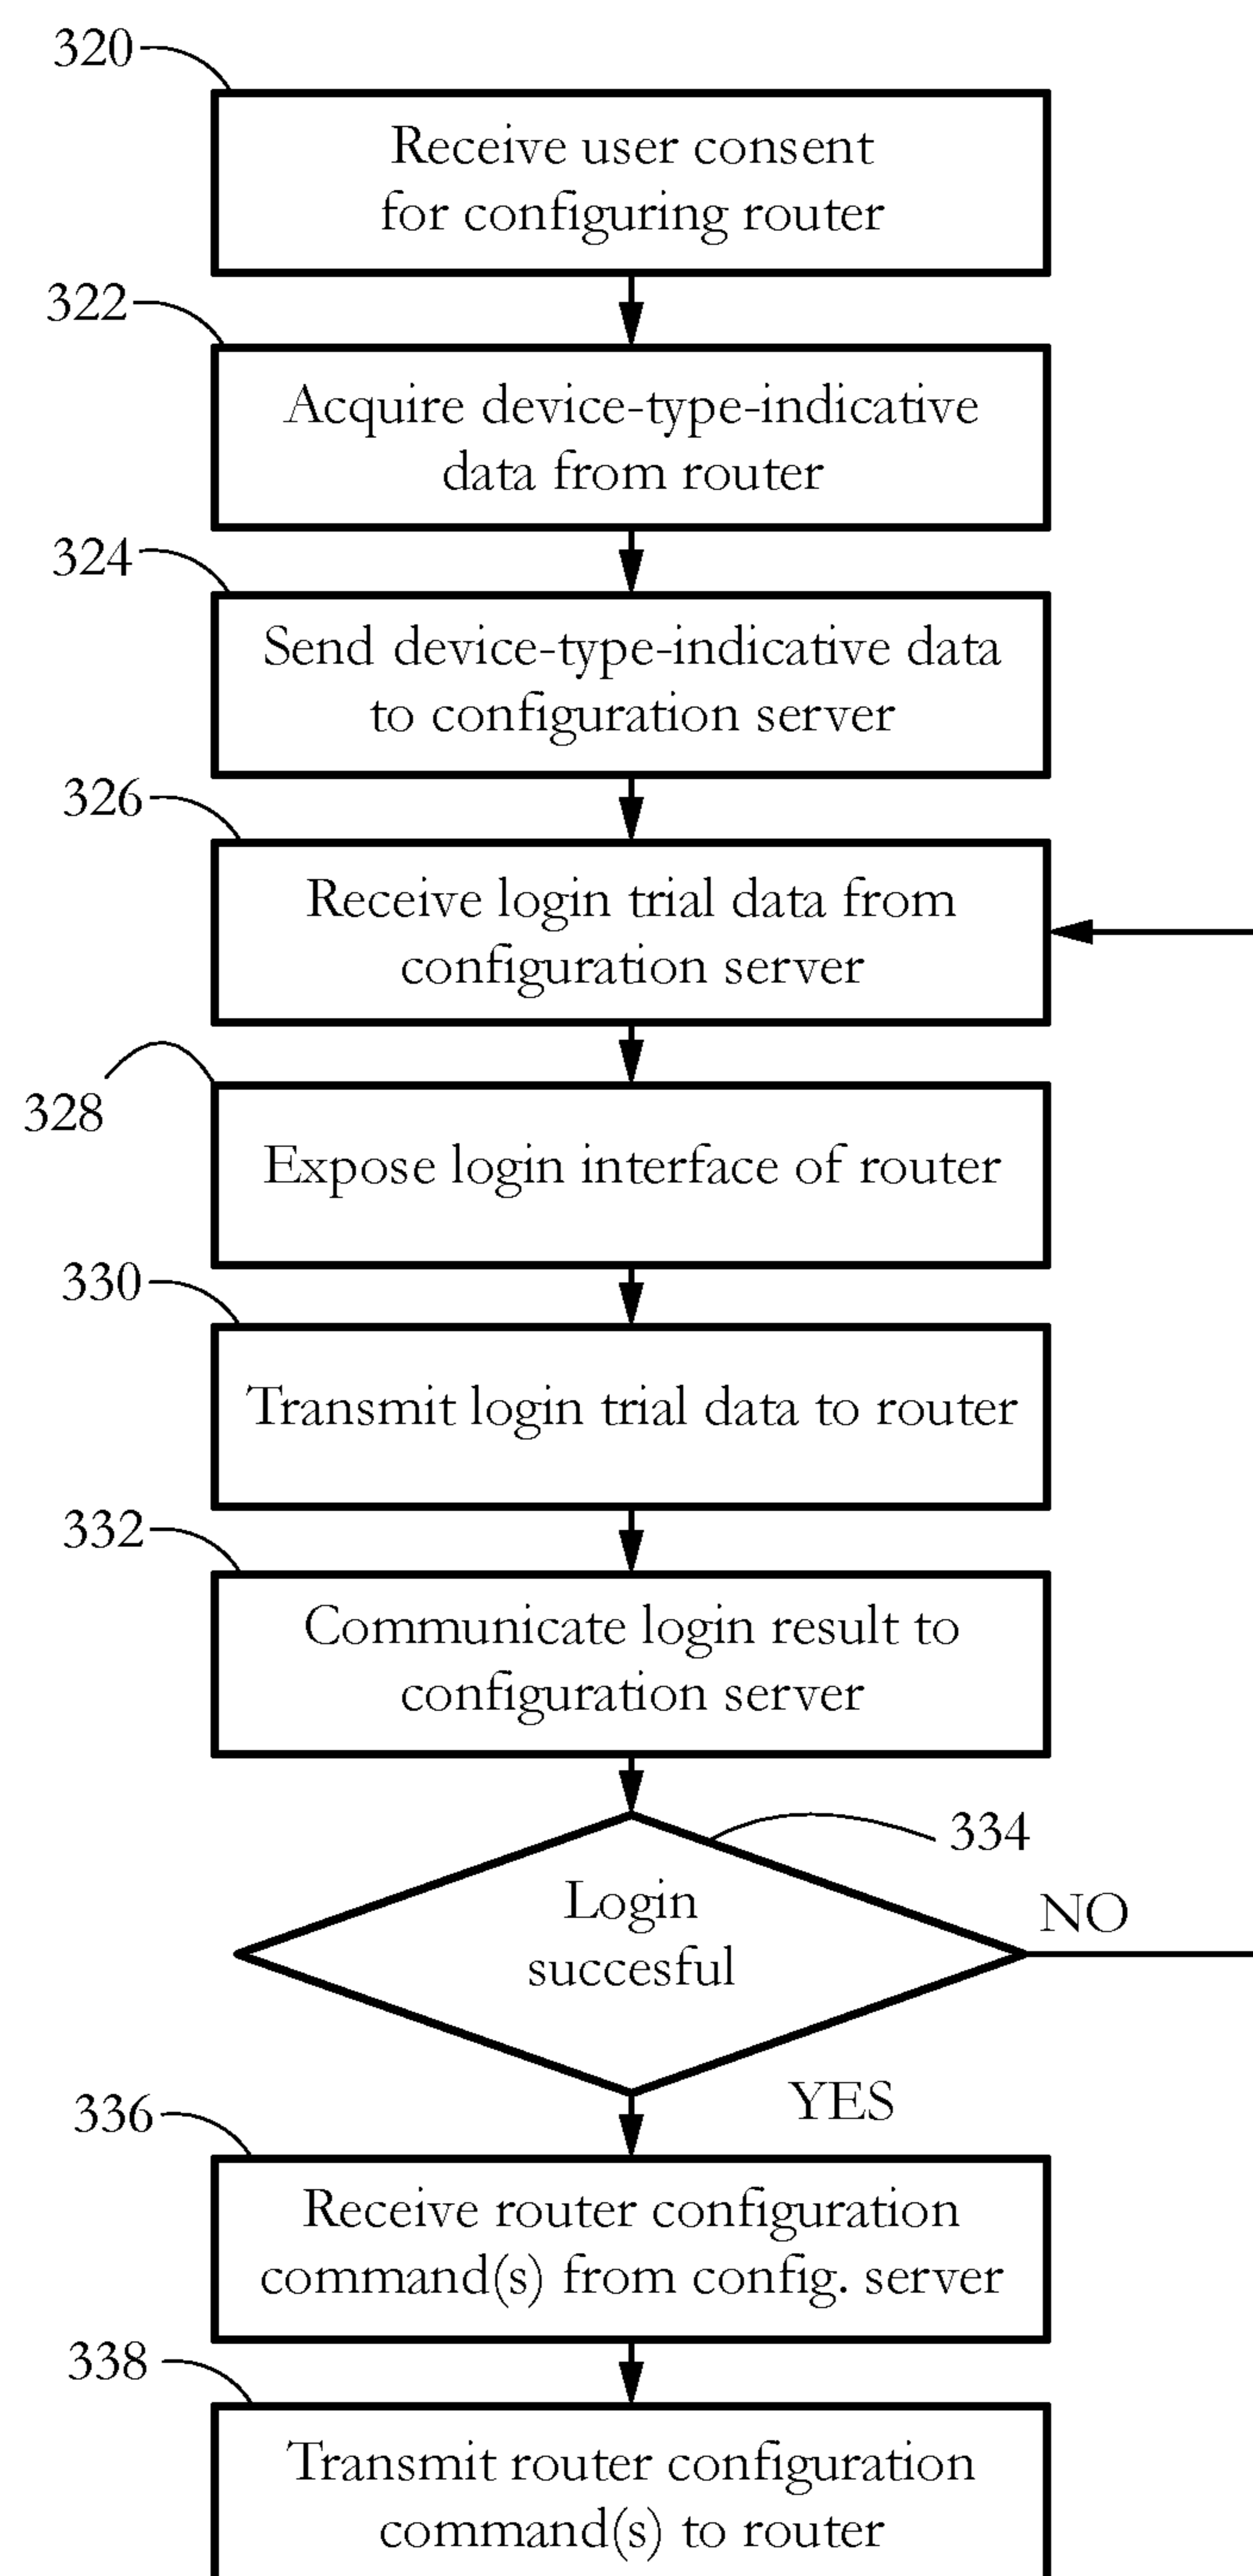 320
Receive user consent
for configuring router
322
Acquire device-type-indicative
data from router
324
Send device-type-indicative data
to configuration server
326
Receive login trial data from
configuration server
328
Expose login interface of router
330
Transmit login trial data to router
332
Communicate login result to
configuration server
334
Login
succesful
NO
YES
336
Receive router configuration
command(s) from config. server
338
Transmit router configuration
command(s) to router